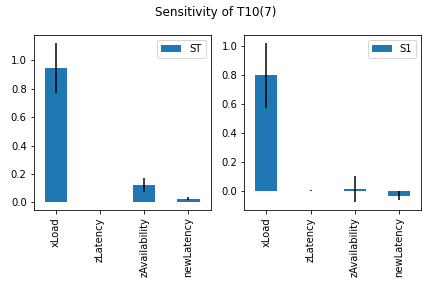 Sensitivity of T10(7)
ST
1.0
0.8
0.6
0.4
0.2
0.0
xLoad
zLatency
zAvailability
newLatency
S1
1.0
0.8
0.6
0.4
0.2
0.0
xLoad
zLatency
zAvailability
newLatency